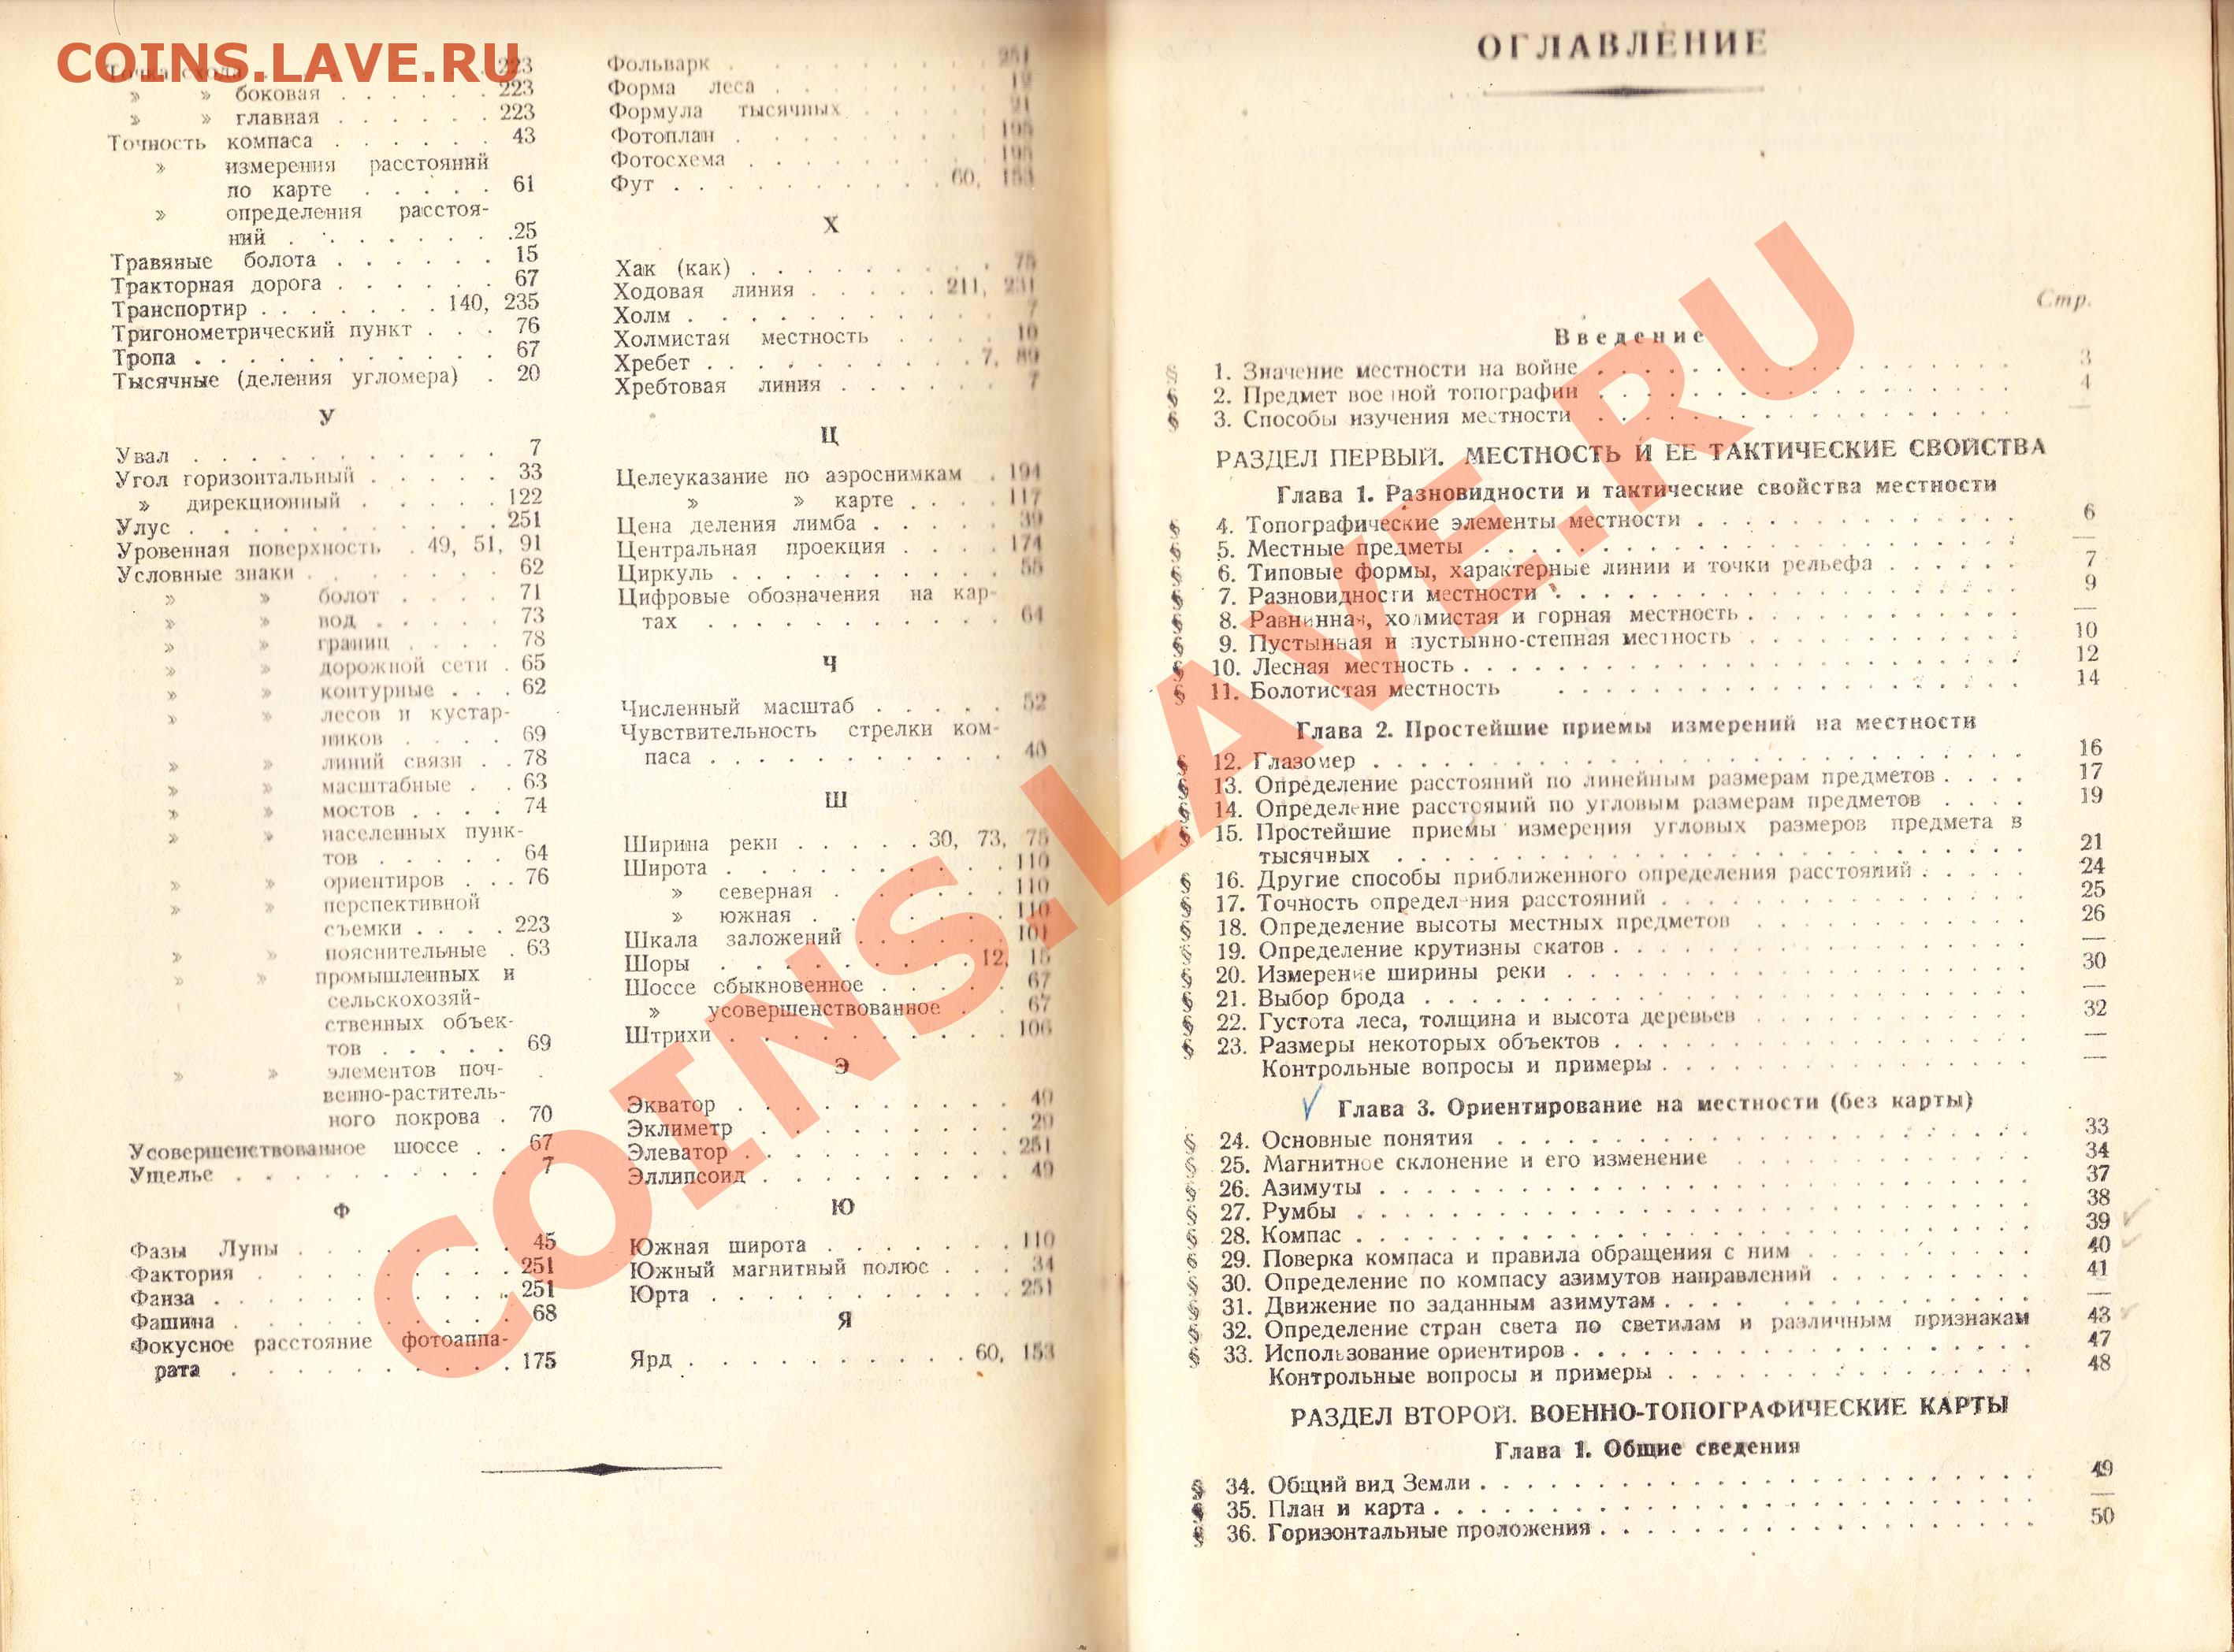 COINS.LAVE.RU
Точка схода . . . . . . 223
» » боковая . . . . . . 223
» » главная . . . . . . 223
Точность компаса . . . . . . 43
» измерения расстояний
по карте . . . . . 61
» определения расстоя-
ний . . . . . . . .25
Травяные болота . . . . . . 15
Тракторная дорога . . . . . . 67
Транспортир . . . . . . . 140, 235
Тригонометрический пункт . . . 76
Тропа . . . . . . . . . . . 67
Тысячные (деления угломера) . 20
У
Увал . . . . . . . . . . . 7
Угол горизонтальный . . . . . 33
» дирекционный . . . . . 122
Улус . . . . . . . . . . . 251
Уровенная поверхность . 49, 51, 91
Условные знаки . . . . . . . 62
» » болот . . . . 71
» » вод . . . . . 73
» » границ . . . . 78
» » дорожной сети . 65
» » контурные . . . 62
» » лесов и кустар-
ников . . . . 69
» » линий связи . . 78
» » масштабные . . 63
» » мостов . . . . 74
» » населенных пунк-
тов . . . . . 64
» » ориентиров . . . 76
» » перспективной
съемки . . . . 223
» » пояснительные . 63
» » промышленных и
сельскохозяй-
ственных объек-
тов . . . . . 69
» » элементов поч-
венно-раститель-
ного покрова . 70
Усовершенствованное шоссе . . 67
Ущелье . . . . . . . . . . 7
Ф
Фазы Луны . . . . . . . . 45
Фактория . . . . . . . . . 251
Фанза . . . . . . . . . . 251
Фашина . . . . . . . . . . 68
Фокусное расстояние фотоаппа-
рата . . . . . . . . . . 175
Фольварк . . . . . . . . . 251
Форма леса . . . . . . . . 12
Формула тысячных . . . . . 21
Фотоплан . . . . . . . . . 195
Фотосхема . . . . . . . . 195
Фут . . . . . . . . . . 60, 153
Х
Хак (как) . . . . . . . . . 75
Ходовая линия . . . . . 211, 231
Холм . . . . . . . . . . . 7
Холмистая местность . . . . 10
Хребет . . . . . . . . . . 7, 89
Хребтовая линия . . . . . . 7
Ц
Целеуказание по аэроснимкам . 194
» » карте . . . . 117
Цена деления лимба . . . . . 39
Центральная проекция . . . . 174
Циркуль . . . . . . . . . . 55
Цифровые обозначения на кар-
тах . . . . . . . . . . . 64
Ч
Численный масштаб . . . . . 52
Чувствительность стрелки ком-
паса . . . . . . . . . . . 40
Ш
Ширина реки . . . . . 30, 73, 75
Широта . . . . . . . . . . 110
» северная . . . . . . 110
» южная . . . . . . . 110
Шкала заложений . . . . . . 101
Шоры . . . . . . . . . 12, 15
Шоссе обыкновенное . . . . . 67
» усовершенствованное . . 67
Штрихи . . . . . . . . . . 106
Э
Экватор . . . . . . . . . . 49
Эклиметр . . . . . . . . . 29
Элеватор . . . . . . . . . . 251
Эллипсоид . . . . . . . . . 49
Ю
Южная широта . . . . . . . 110
Южный магнитный полюс . . . 34
Юрта . . . . . . . . . . . 251
Я
Ярд . . . . . . . . . . 60, 153
ОГЛАВЛЕНИЕ
Стр.
Введение
§ 1. Значение местности на войне . . . . . . 3
§ 2. Предмет военной топографии . . . . . . 4
§ 3. Способы изучения местности . . . . . . —
РАЗДЕЛ ПЕРВЫЙ. МЕСТНОСТЬ И ЕЕ ТАКТИЧЕСКИЕ СВОЙСТВА
Глава 1. Разновидности и тактические свойства местности
§ 4. Топографические элементы местности . . . . . . 6
§ 5. Местные предметы . . . . . . —
§ 6. Типовые формы, характерные линии и точки рельефа . . . . . . 7
§ 7. Разновидности местности . . . . . . 9
§ 8. Равнинная, холмистая и горная местность . . . . . . —
§ 9. Пустынная и пустынно-степная местность . . . . . . 10
§ 10. Лесная местность . . . . . . 12
§ 11. Болотистая местность . . . . . . 14
Глава 2. Простейшие приемы измерений на местности
§ 12. Глазомер . . . . . . 16
§ 13. Определение расстояний по линейным размерам предметов . . . . 17
§ 14. Определение расстояний по угловым размерам предметов . . . . 19
§ 15. Простейшие приемы измерения угловых размеров предмета в
тысячных . . . . . . 21
§ 16. Другие способы приближенного определения расстояний . . . . . 24
§ 17. Точность определения расстояний . . . . . . 25
§ 18. Определение высоты местных предметов . . . . . . 26
§ 19. Определение крутизны скатов . . . . . . —
§ 20. Измерение ширины реки . . . . . . 30
§ 21. Выбор брода . . . . . . —
§ 22. Густота леса, толщина и высота деревьев . . . . . . 32
§ 23. Размеры некоторых объектов . . . . . . —
Контрольные вопросы и примеры . . . . . . —
Глава 3. Ориентирование на местности (без карты)
§ 24. Основные понятия . . . . . . 33
§ 25. Магнитное склонение и его изменение . . . . . . 34
§ 26. Азимуты . . . . . . 37
§ 27. Румбы . . . . . . 38
§ 28. Компас . . . . . . 39
§ 29. Поверка компаса и правила обращения с ним . . . . . . 40
§ 30. Определение по компасу азимутов направлений . . . . . . 41
§ 31. Движение по заданным азимутам . . . . . . —
§ 32. Определение стран света по светилам и различным признакам 43
§ 33. Использование ориентиров . . . . . . 47
Контрольные вопросы и примеры . . . . . . 48
РАЗДЕЛ ВТОРОЙ. ВОЕННО-ТОПОГРАФИЧЕСКИЕ КАРТЫ
Глава 1. Общие сведения
§ 34. Общий вид Земли . . . . . . 49
§ 35. План и карта . . . . . . —
§ 36. Горизонтальные проложения . . . . . . 50
COINS.LAVE.RU